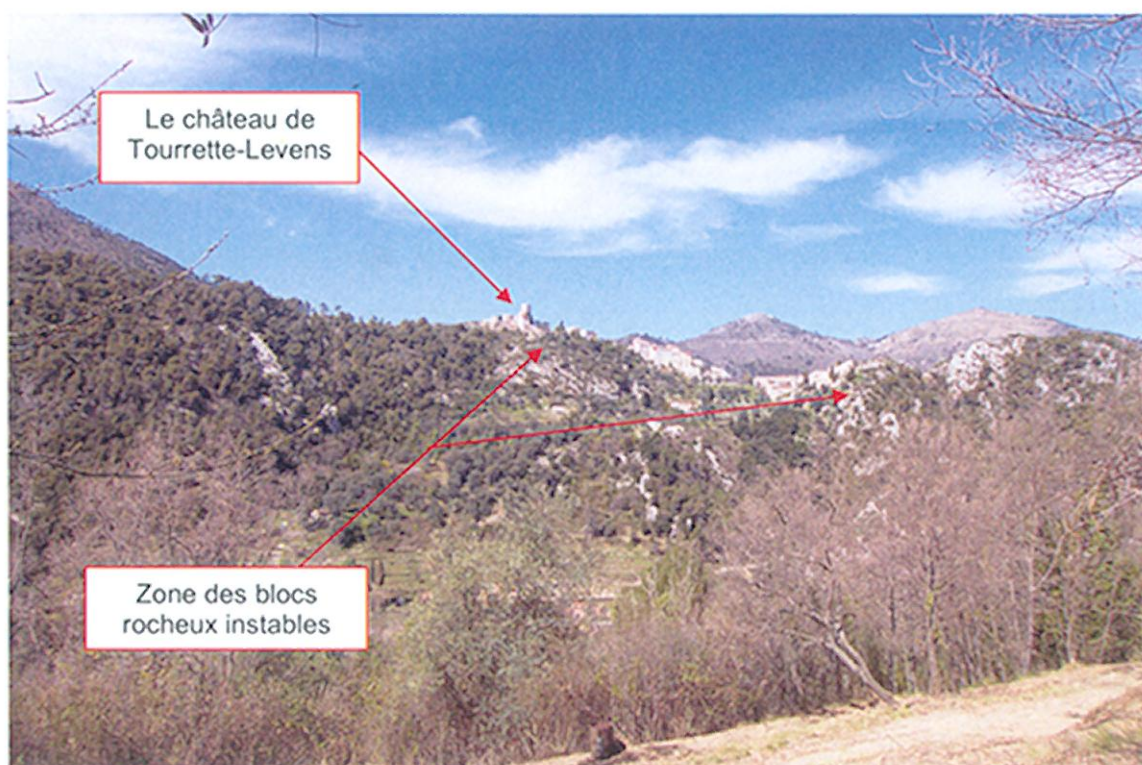 Le château de
Tourrette-Levens
Zone des blocs
rocheux instables